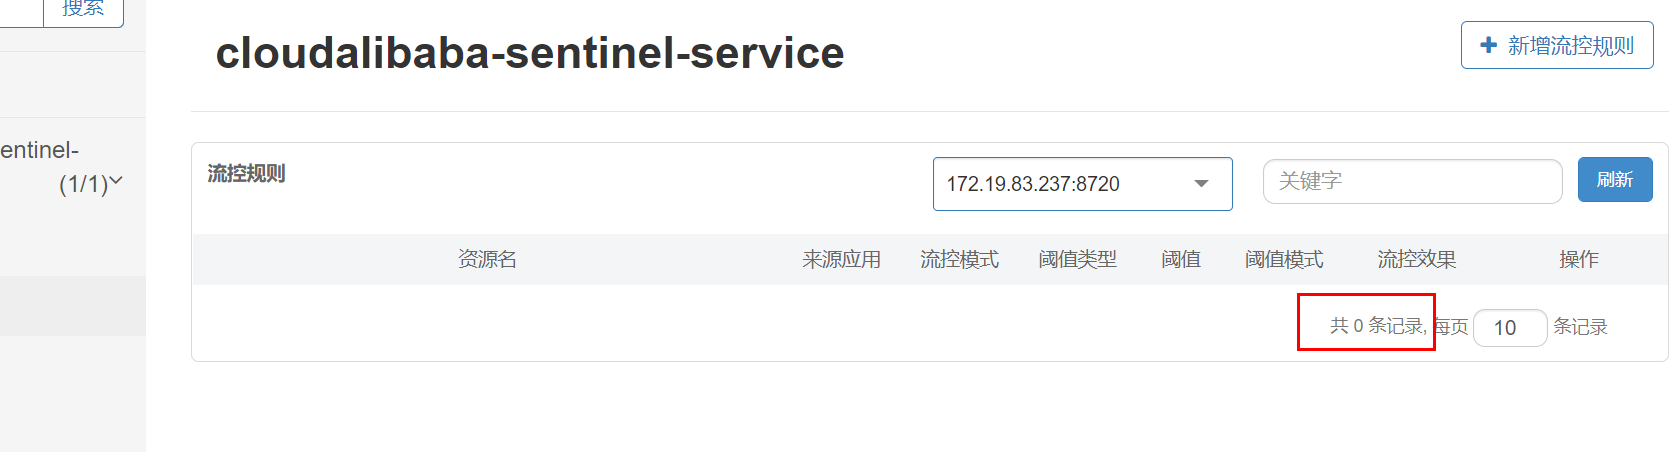 搜索
cloudalibaba-sentinel-service
+ 新增流控规则
entinel-
(1/1)
流控规则
172.19.83.237:8720
关键字
刷新
资源名 来源应用 流控模式 阈值类型 阈值 阈值模式 流控效果 操作
共 0 条记录, 每页 10 条记录